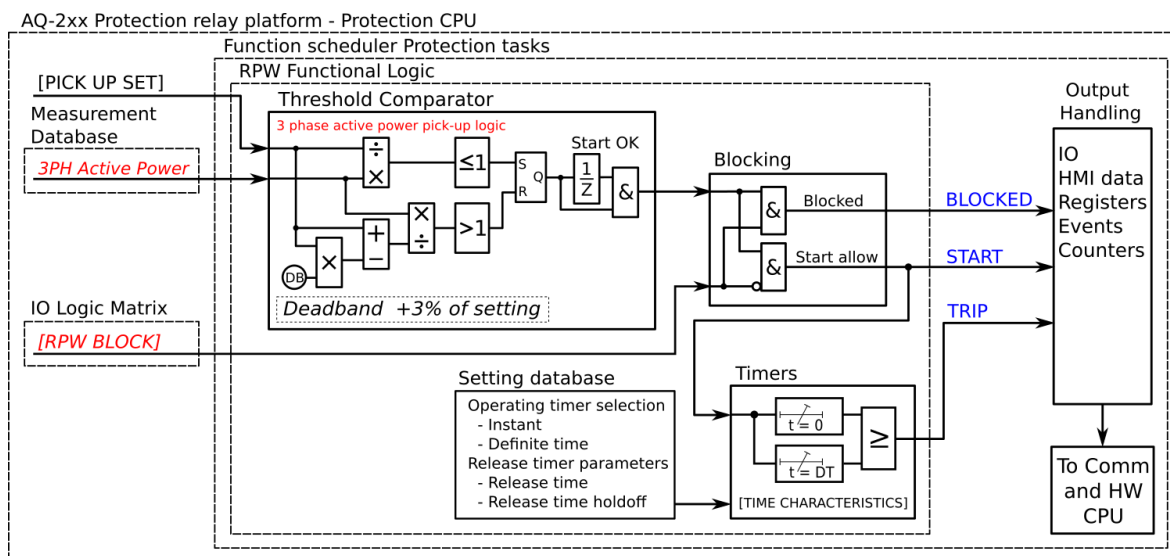 AQ-2xx Protection relay platform - Protection CPU
Function scheduler Protection tasks
RPW Functional Logic
[PICK UP SET]
Measurement
Database
3PH Active Power
Threshold Comparator
3 phase active power pick-up logic
÷
×
≤1
S
Q
R
Start OK
1
Z
&
×
÷
>1
+
−
×
DB
Deadband +3% of setting
IO Logic Matrix
[RPW BLOCK]
Blocking
&
Blocked
&
Start allow
BLOCKED
START
TRIP
Output
Handling
IO
HMI data
Registers
Events
Counters
Setting database
Operating timer selection
- Instant
- Definite time
Release timer parameters
- Release time
- Release time holdoff
Timers
t = 0
t = DT
≥
[TIME CHARACTERISTICS]
To Comm
and HW
CPU